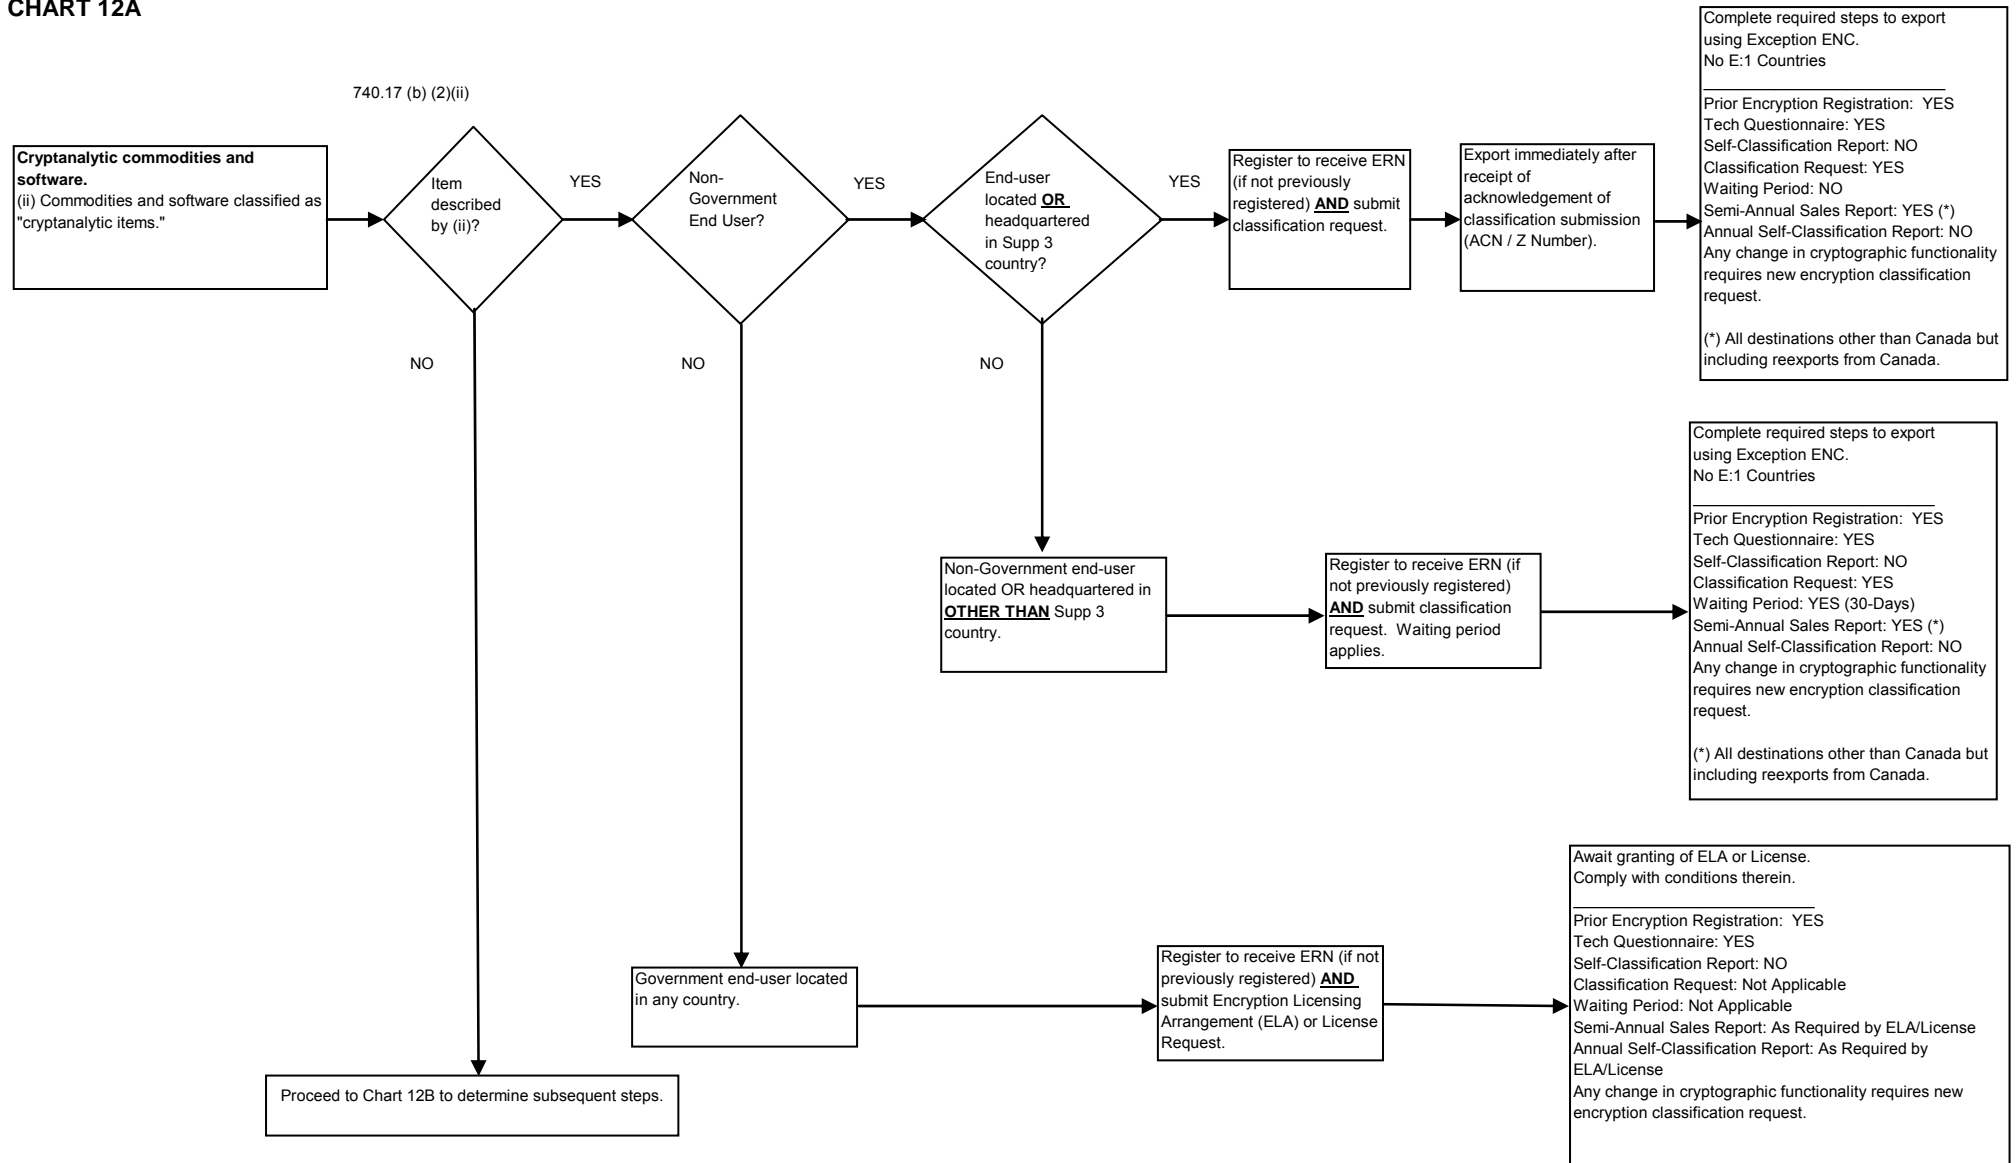 CHART 12A
740.17 (b) (2)(ii)
Cryptanalytic commodities and
software.
(ii) Commodities and software classified as
"cryptanalytic items."
Item
described
by (ii)?
YES
NO
Non-
Government
End User?
YES
NO
End-user
located OR
headquartered
in Supp 3
country?
YES
NO
Register to receive ERN
(if not previously
registered) AND submit
classification request.
Export immediately after
receipt of
acknowledgement of
classification submission
(ACN / Z Number).
Complete required steps to export
using Exception ENC.
No E:1 Countries
Prior Encryption Registration:  YES
Tech Questionnaire: YES
Self-Classification Report: NO
Classification Request: YES
Waiting Period: NO
Semi-Annual Sales Report: YES (*)
Annual Self-Classification Report: NO
Any change in cryptographic functionality
requires new encryption classification
request.
(*) All destinations other than Canada but
including reexports from Canada.
Non-Government end-user
located OR headquartered in
OTHER THAN Supp 3
country.
Register to receive ERN (if
not previously registered)
AND submit classification
request.  Waiting period
applies.
Complete required steps to export
using Exception ENC.
No E:1 Countries
Prior Encryption Registration:  YES
Tech Questionnaire: YES
Self-Classification Report: NO
Classification Request: YES
Waiting Period: YES (30-Days)
Semi-Annual Sales Report: YES (*)
Annual Self-Classification Report: NO
Any change in cryptographic functionality
requires new encryption classification
request.
(*) All destinations other than Canada but
including reexports from Canada.
Government end-user located
in any country.
Register to receive ERN (if not
previously registered) AND
submit Encryption Licensing
Arrangement (ELA) or License
Request.
Await granting of ELA or License.
Comply with conditions therein.
Prior Encryption Registration:  YES
Tech Questionnaire: YES
Self-Classification Report: NO
Classification Request: Not Applicable
Waiting Period: Not Applicable
Semi-Annual Sales Report: As Required by ELA/License
Annual Self-Classification Report: As Required by
ELA/License
Any change in cryptographic functionality requires new
encryption classification request.
Proceed to Chart 12B to determine subsequent steps.